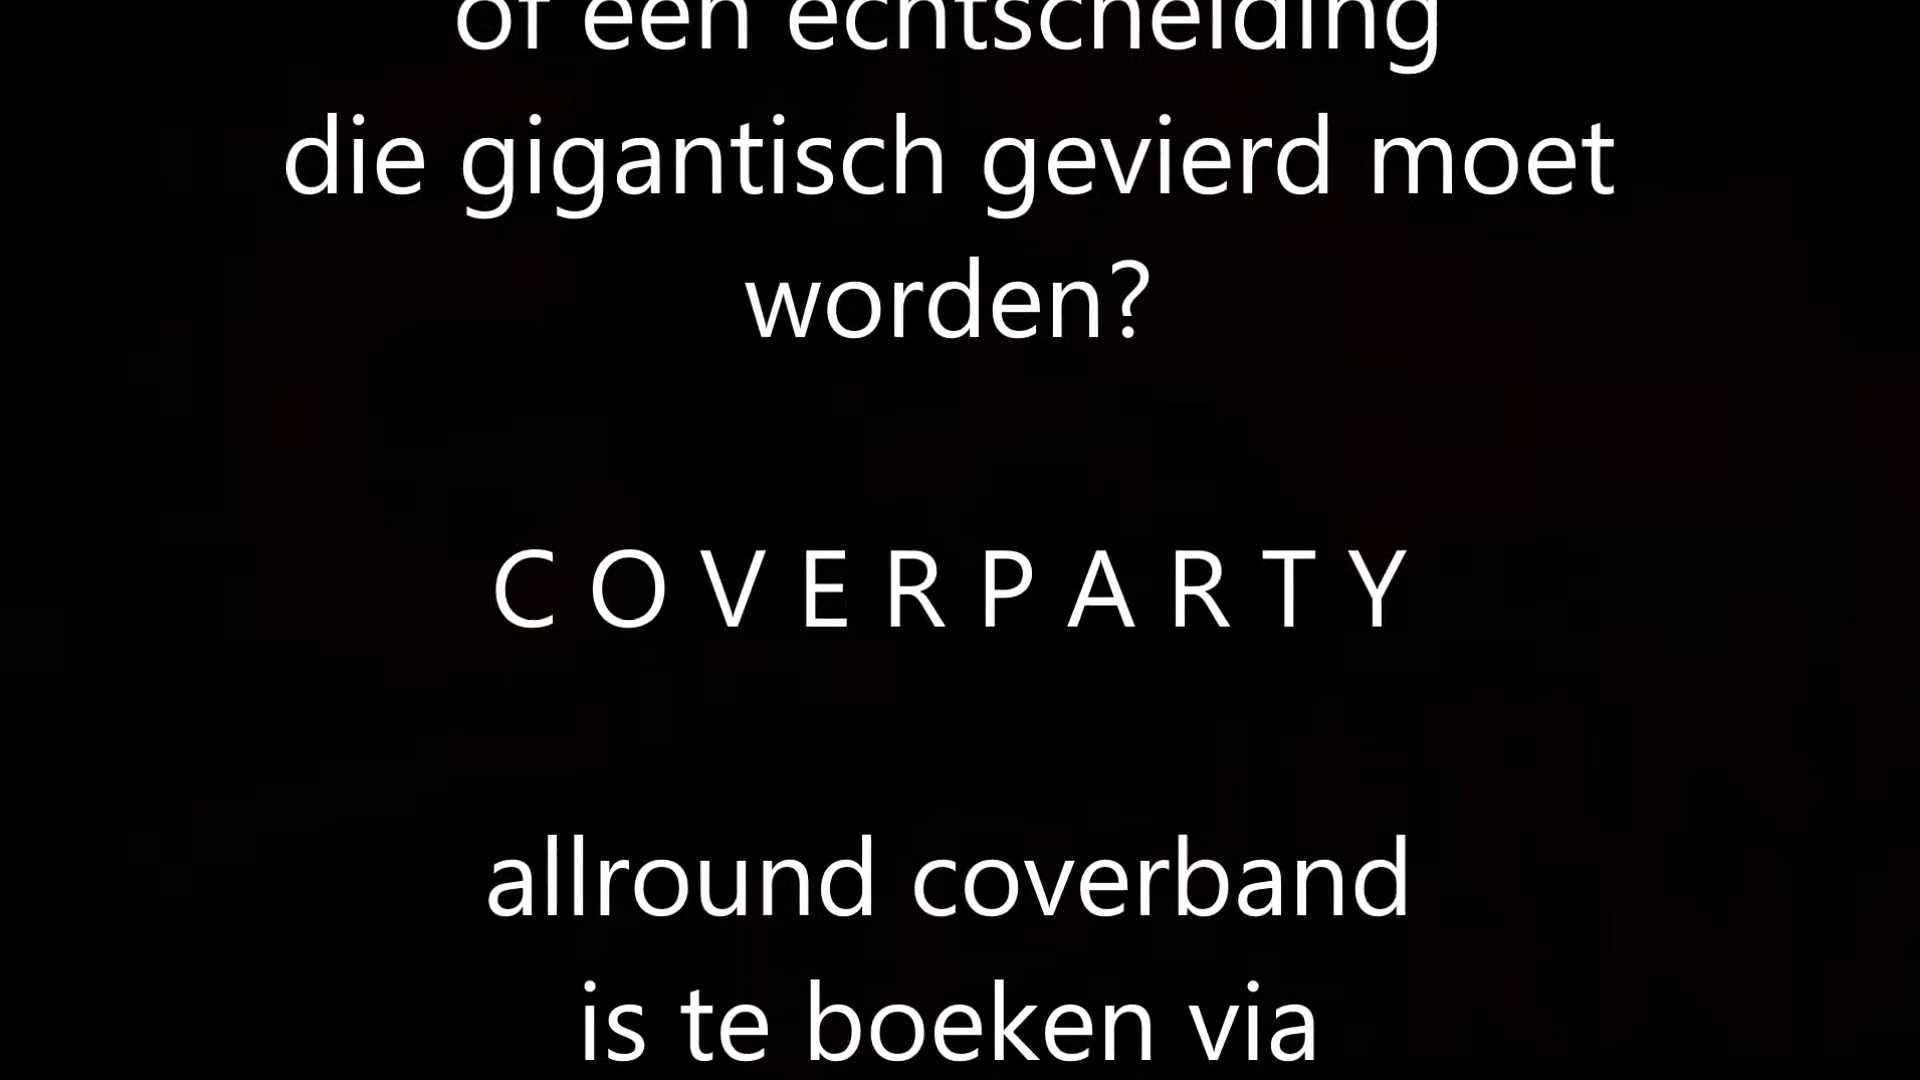 of een echtscheiding
die gigantisch gevierd moet
worden?
C O V E R P A R T Y
allround coverband
is te boeken via